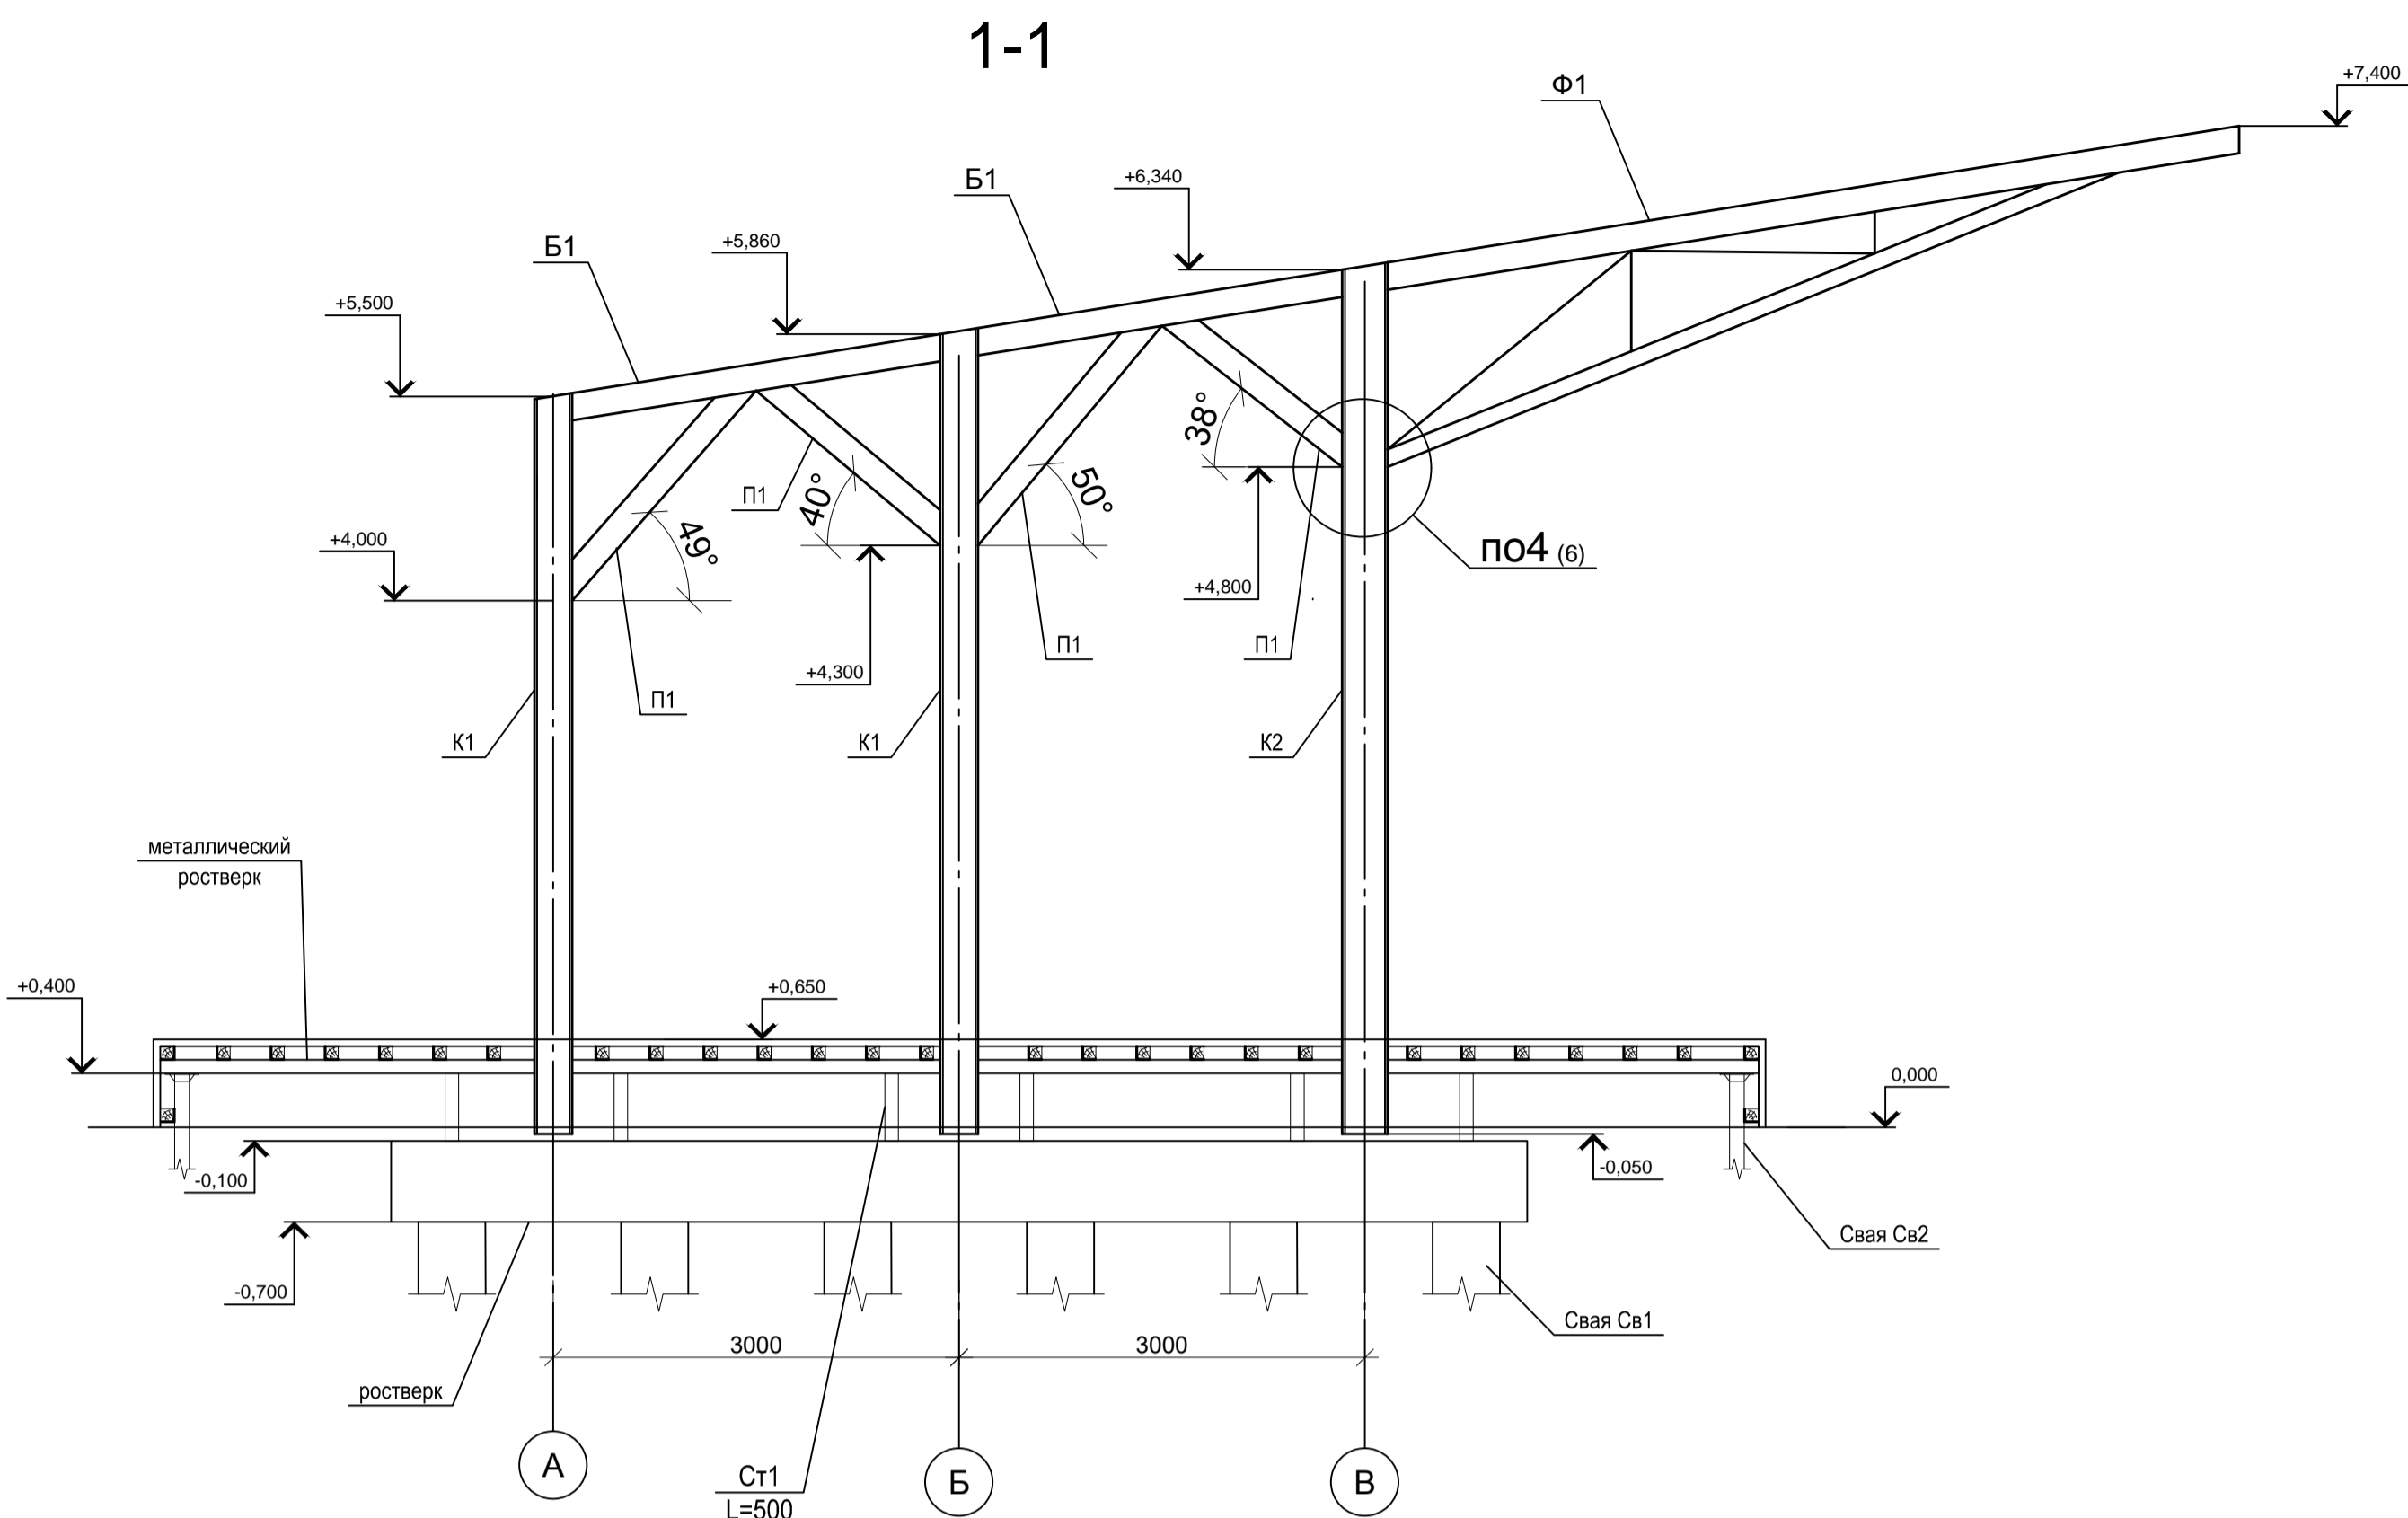 1-1
+7,400
Ф1
Б1
+6,340
Б1
+5,860
+5,500
38°
П1
40°
50°
49°
+4,000
по4 (6)
+4,800
П1
П1
+4,300
П1
К1
К1
К2
металлический
ростверк
+0,400
+0,650
0,000
-0,100
-0,050
Свая Св2
-0,700
Свая Св1
3000
3000
ростверк
А
Ст1
L=500
Б
В